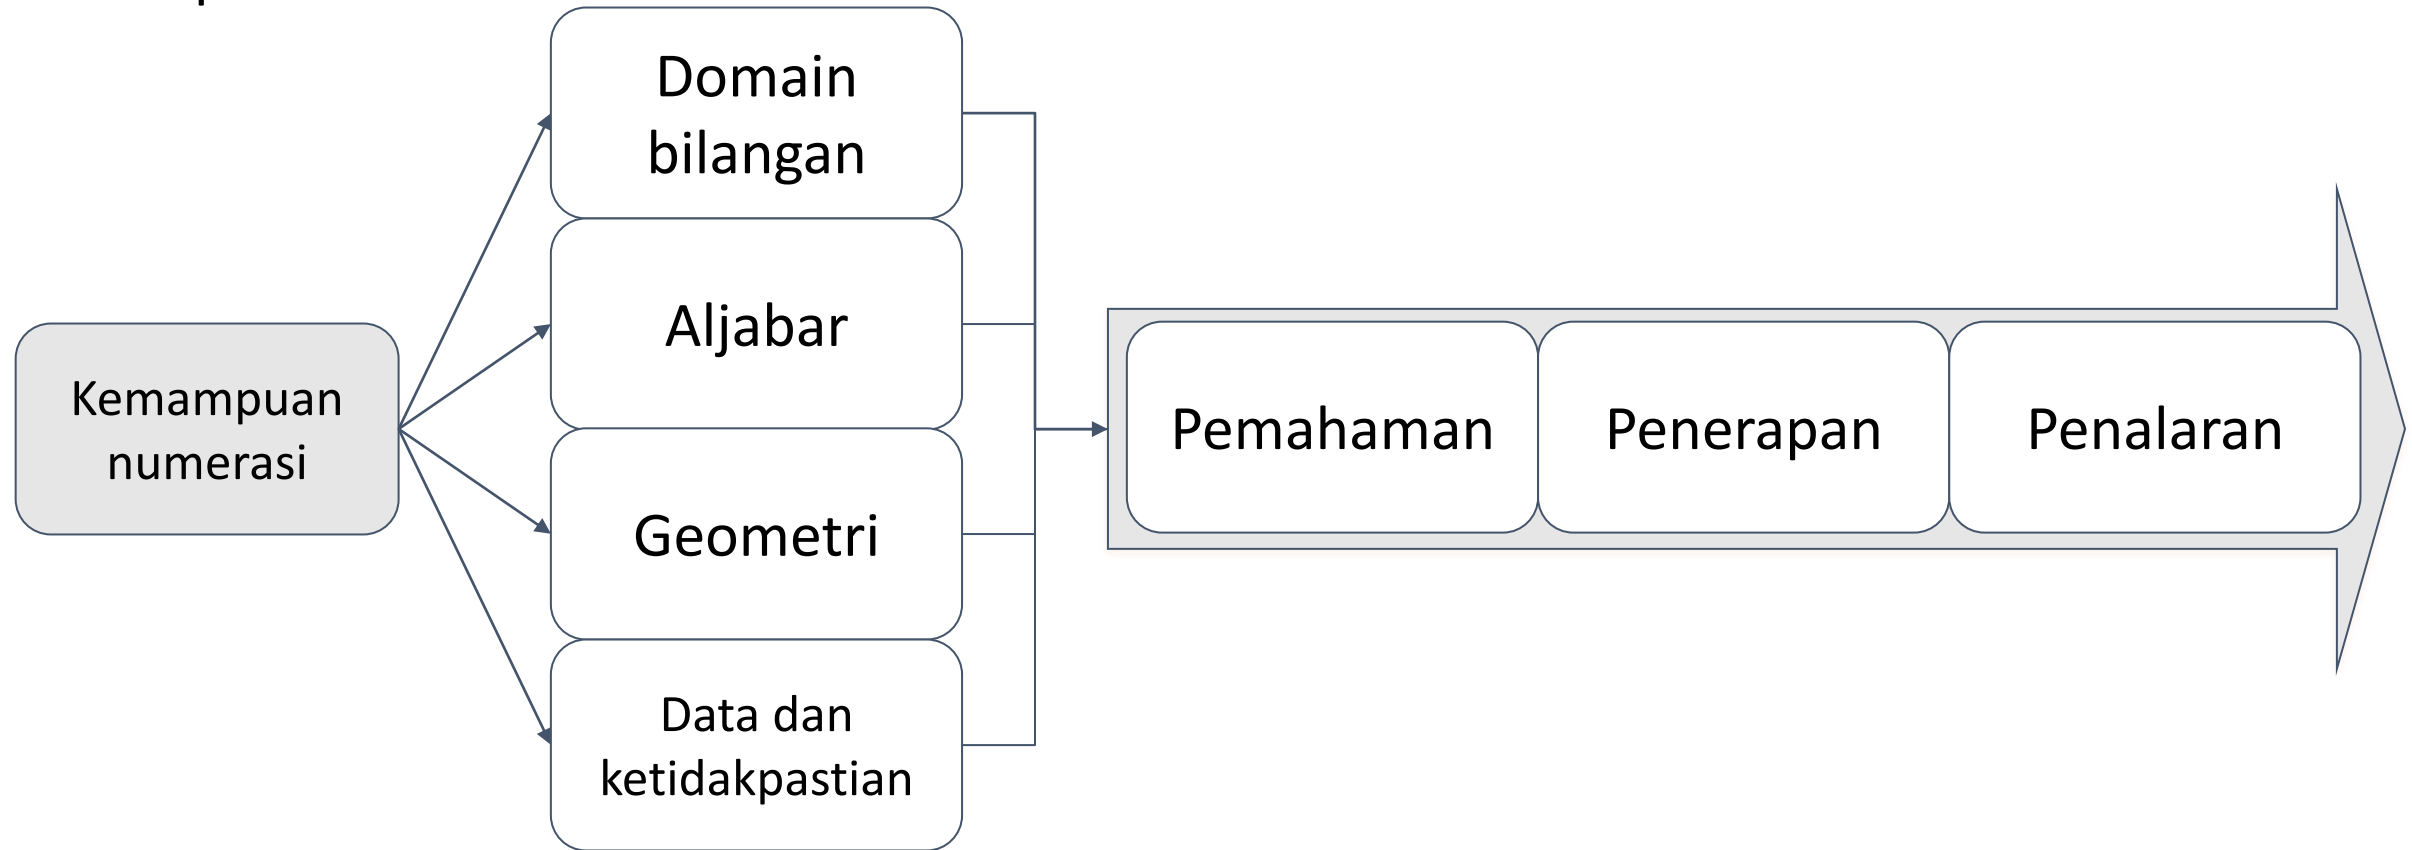 Domain
bilangan
Aljabar
Kemampuan
numerasi
Geometri
Data dan
ketidakpastian
Pemahaman
Penerapan
Penalaran